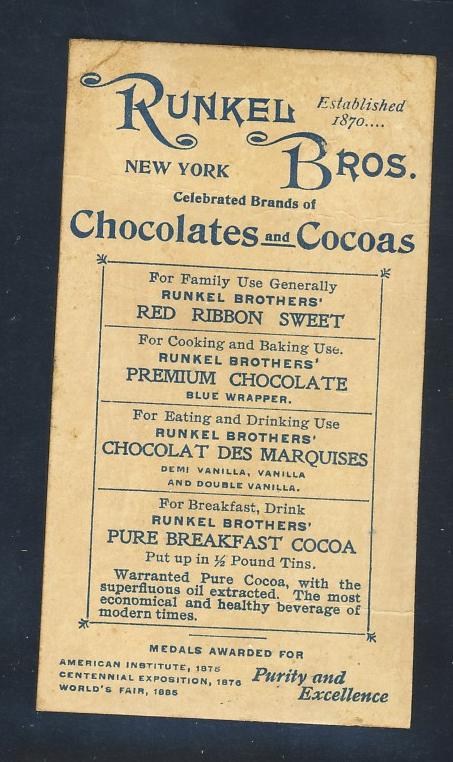 RUNKEL
Established
1870....
BROS.
NEW YORK
Celebrated Brands of
Chocolates and Cocoas
For Family Use Generally
RUNKEL BROTHERS'
RED RIBBON SWEET
For Cooking and Baking Use.
RUNKEL BROTHERS'
PREMIUM CHOCOLATE
BLUE WRAPPER.
For Eating and Drinking Use
RUNKEL BROTHERS'
CHOCOLAT DES MARQUISES
DEMI VANILLA, VANILLA
AND DOUBLE VANILLA.
For Breakfast, Drink
RUNKEL BROTHERS'
PURE BREAKFAST COCOA
Put up in ½ Pound Tins.
Warranted Pure Cocoa, with the
superfluous oil extracted. The most
economical and healthy beverage of
modern times.
MEDALS AWARDED FOR
AMERICAN INSTITUTE, 1875
CENTENNIAL EXPOSITION, 1876
WORLD'S FAIR, 1885
Purity and
Excellence